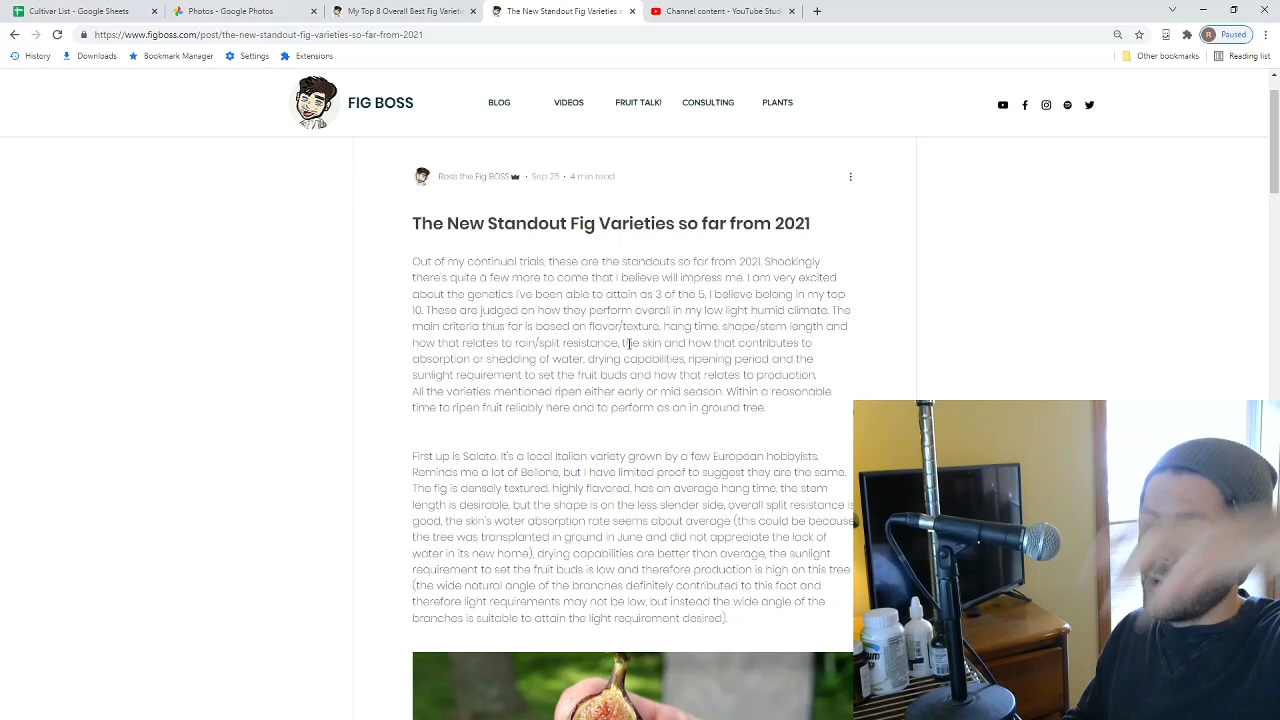 Cultivar List - Google Sheets
Photos - Google Photos
My Top 8 Overall Best Fig Varietie
The New Standout Fig Varieties s
Channel content - YouTube Stud
https://www.figboss.com/post/the-new-standout-fig-varieties-so-far-from-2021
R Paused
History
Downloads
Bookmark Manager
Settings
Extensions
Other bookmarks
Reading list
FIG BOSS
BLOG
VIDEOS
FRUIT TALK!
CONSULTING
PLANTS
Ross the Fig BOSS · Sep 25 · 4 min read
The New Standout Fig Varieties so far from 2021
Out of my continual trials, these are the standouts so far from 2021. Shockingly
there's quite a few more to come that I believe will impress me. I am very excited
about the genetics I've been able to attain as 3 of the 5, I believe belong in my top
10. These are judged on how they perform overall in my low light humid climate. The
main criteria thus far is based on flavor/texture, hang time, shape/stem length and
how that relates to rain/split resistance, the skin and how that contributes to
absorption or shedding of water, drying capabilities, ripening period and the
sunlight requirement to set the fruit buds and how that relates to production.
All the varieties mentioned ripen either early or mid season. Within a reasonable
time to ripen fruit reliably here and to perform as an in ground tree.
First up is Salato. It's a local Italian variety grown by a few European hobbyists.
Reminds me a lot of Bellone, but I have limited proof to suggest they are the same.
The fig is densely textured, highly flavored, has an average hang time, the stem
length is desirable, but the shape is on the less slender side, overall split resistance is
good, the skin's water absorption rate seems about average (this could be because
the tree was transplanted in ground in June and did not appreciate the lack of
water in its new home), drying capabilities are better than average, the sunlight
requirement to set the fruit buds is low and therefore production is high on this tree
(the wide natural angle of the branches definitely contributed to this fact and
therefore light requirements may not be low, but instead the wide angle of the
branches is suitable to attain the light requirement desired).